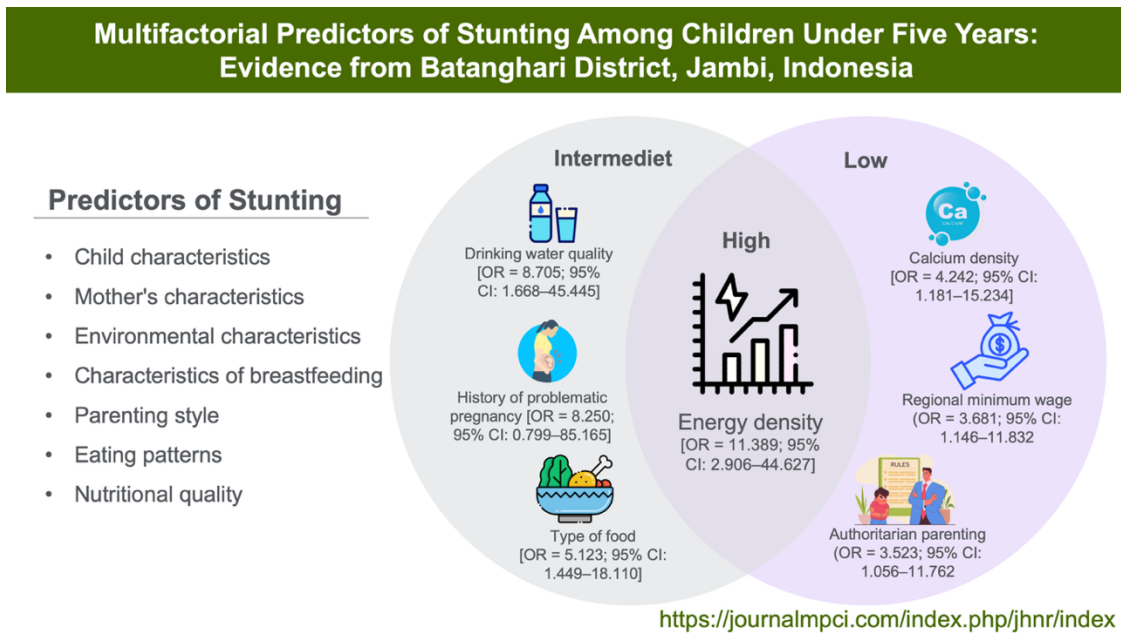 Multifactorial Predictors of Stunting Among Children Under Five Years:
Evidence from Batanghari District, Jambi, Indonesia
Predictors of Stunting
• Child characteristics
• Mother's characteristics
• Environmental characteristics
• Characteristics of breastfeeding
• Parenting style
• Eating patterns
• Nutritional quality
Intermediet
Drinking water quality
[OR = 8.705; 95%
CI: 1.668–45.445]
History of problematic
pregnancy [OR = 8.250;
95% CI: 0.799–85.165]
Type of food
[OR = 5.123; 95% CI:
1.449–18.110]
High
Energy density
[OR = 11.389; 95%
CI: 2.906–44.627]
Low
Ca
CALCIUM
Calcium density
[OR = 4.242; 95% CI:
1.181–15.234]
Regional minimum wage
(OR = 3.681; 95% CI:
1.146–11.832
RULES
Authoritarian parenting
(OR = 3.523; 95% CI:
1.056–11.762
https://journalmpci.com/index.php/jhnr/index